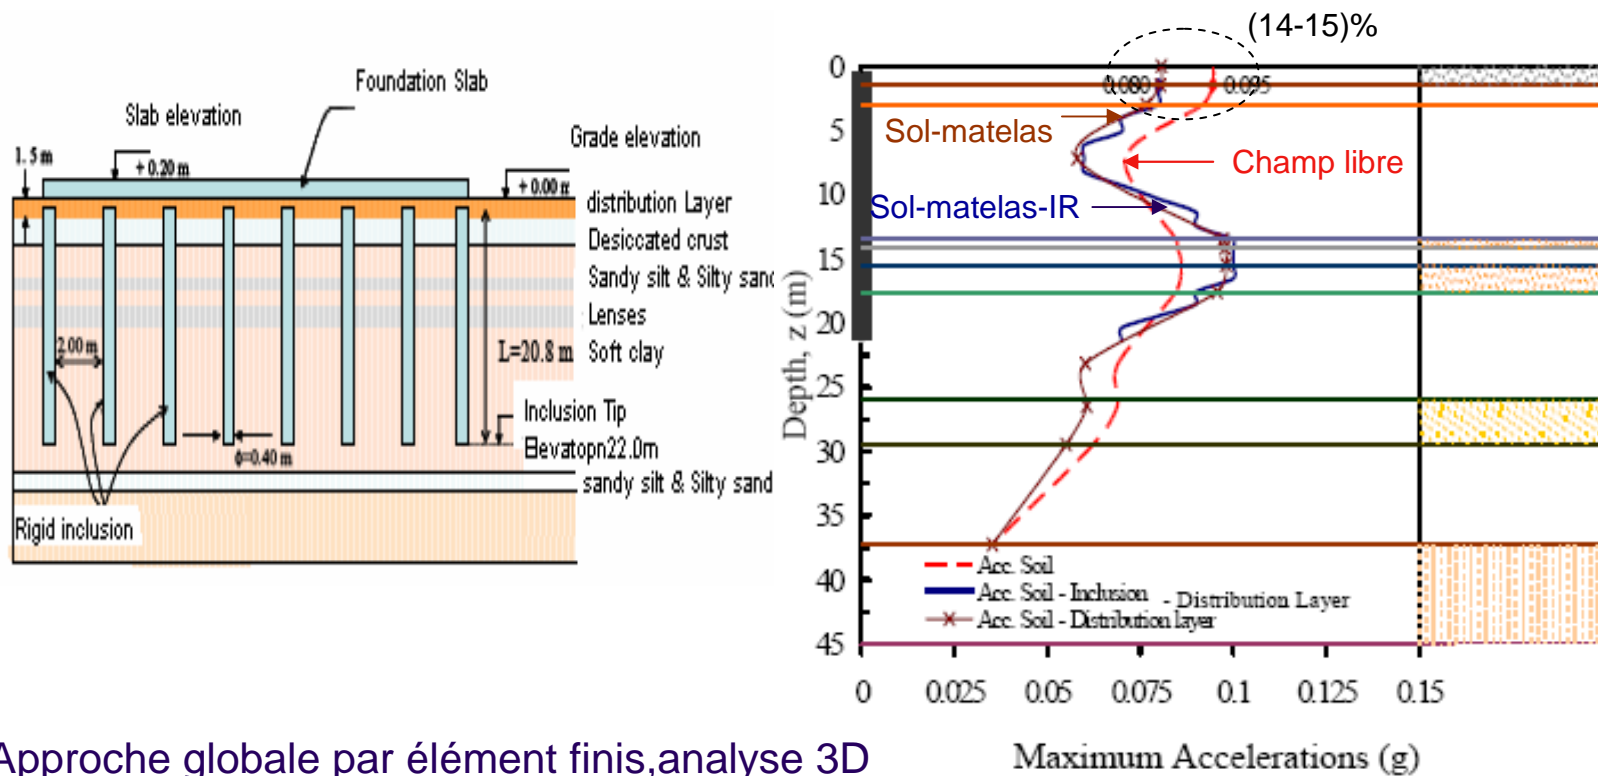 Foundation Slab
Slab elevation
Grade elevation
1.5 m
+ 0.20 m
+ 0.00 m
distribution Layer
Desiccated crust
Sandy silt & Silty sand
Lenses
2.00 m
L=20.8 m
Soft clay
Inclusion Tip
Elevatopn22.0m
ϕ=0.40 m
sandy silt & Silty sand
Rigid inclusion
(14-15)%
0.080
0.095
Sol-matelas
Champ libre
Sol-matelas-IR
Depth, z (m)
0
5
10
15
20
25
30
35
40
45
Acc. Soil
Acc. Soil - Inclusion - Distribution Layer
Acc. Soil - Distribution layer
0 0.025 0.05 0.075 0.1 0.125 0.15
Maximum Accelerations (g)
Approche globale par élément finis,analyse 3D